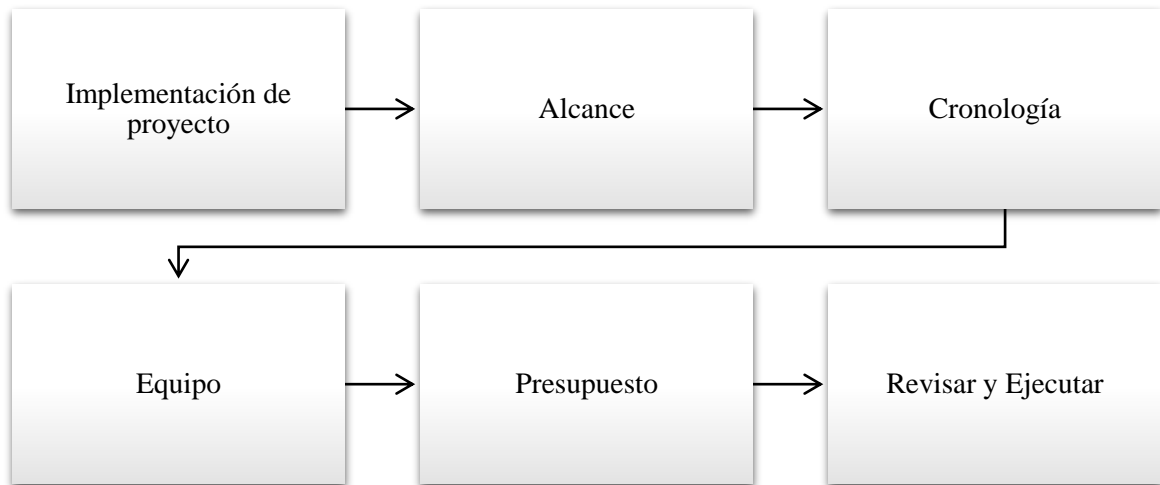 Implementación de
proyecto
Alcance
Cronología
Equipo
Presupuesto
Revisar y Ejecutar